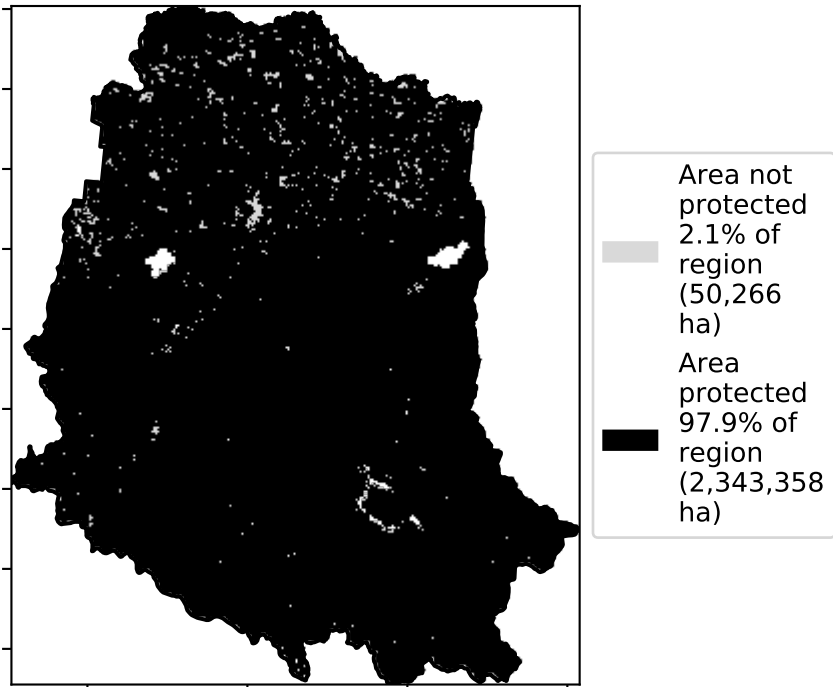 Area not
protected
2.1% of
region
(50,266
ha)
Area
protected
97.9% of
region
(2,343,358
ha)